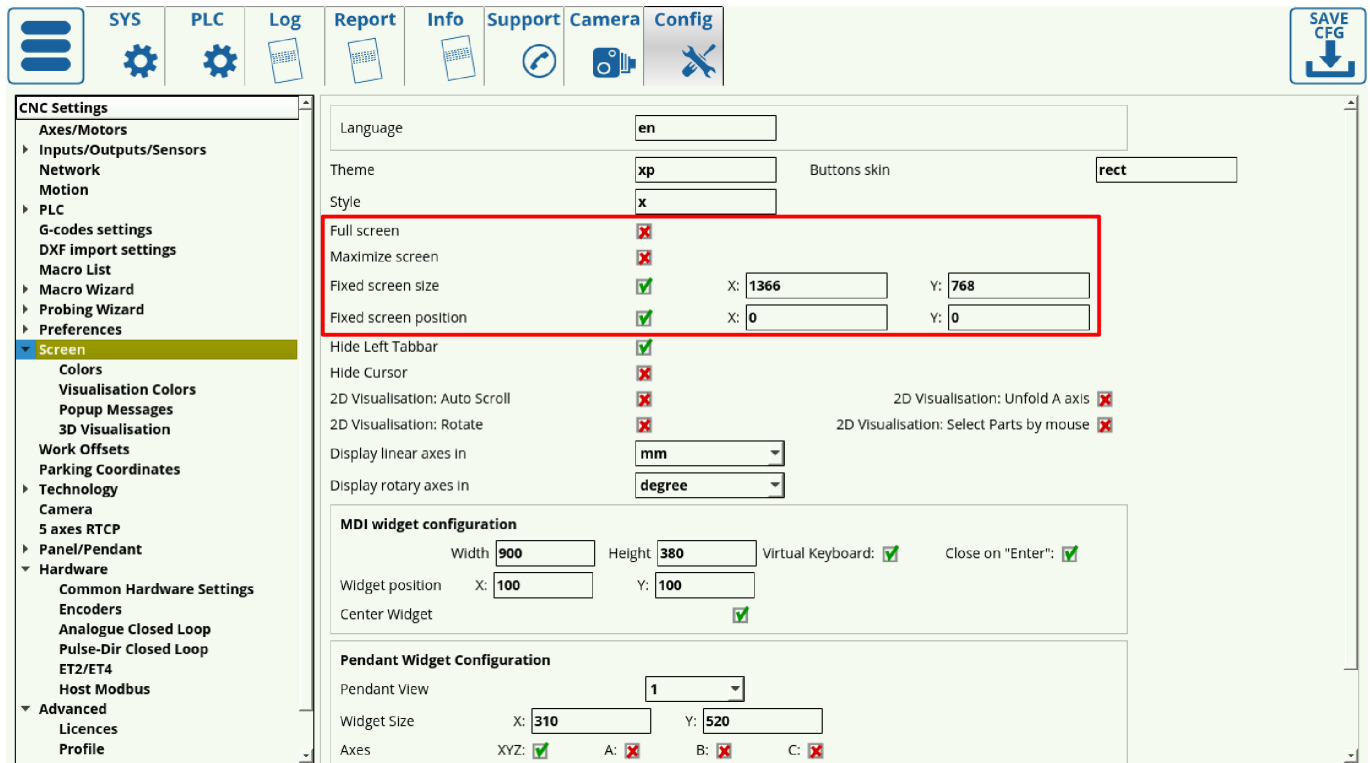 SYS PLC Log Report Info Support Camera Config SAVE
CFG
CNC Settings
Axes/Motors
Inputs/Outputs/Sensors
Network
Motion
PLC
G-codes settings
DXF import settings
Macro List
Macro Wizard
Probing Wizard
Preferences
Screen
Colors
Visualisation Colors
Popup Messages
3D Visualisation
Work Offsets
Parking Coordinates
Technology
Camera
5 axes RTCP
Panel/Pendant
Hardware
Common Hardware Settings
Encoders
Analogue Closed Loop
Pulse-Dir Closed Loop
ET2/ET4
Host Modbus
Advanced
Licences
Profile
Language en
Theme xp Buttons skin rect
Style x
Full screen
Maximize screen
Fixed screen size X: 1366 Y: 768
Fixed screen position X: 0 Y: 0
Hide Left Tabbar
Hide Cursor
2D Visualisation: Auto Scroll 2D Visualisation: Unfold A axis
2D Visualisation: Rotate 2D Visualisation: Select Parts by mouse
Display linear axes in mm
Display rotary axes in degree
MDI widget configuration
Width 900 Height 380 Virtual Keyboard: Close on "Enter":
Widget position X: 100 Y: 100
Center Widget
Pendant Widget Configuration
Pendant View 1
Widget Size X: 310 Y: 520
Axes XYZ: A: B: C: